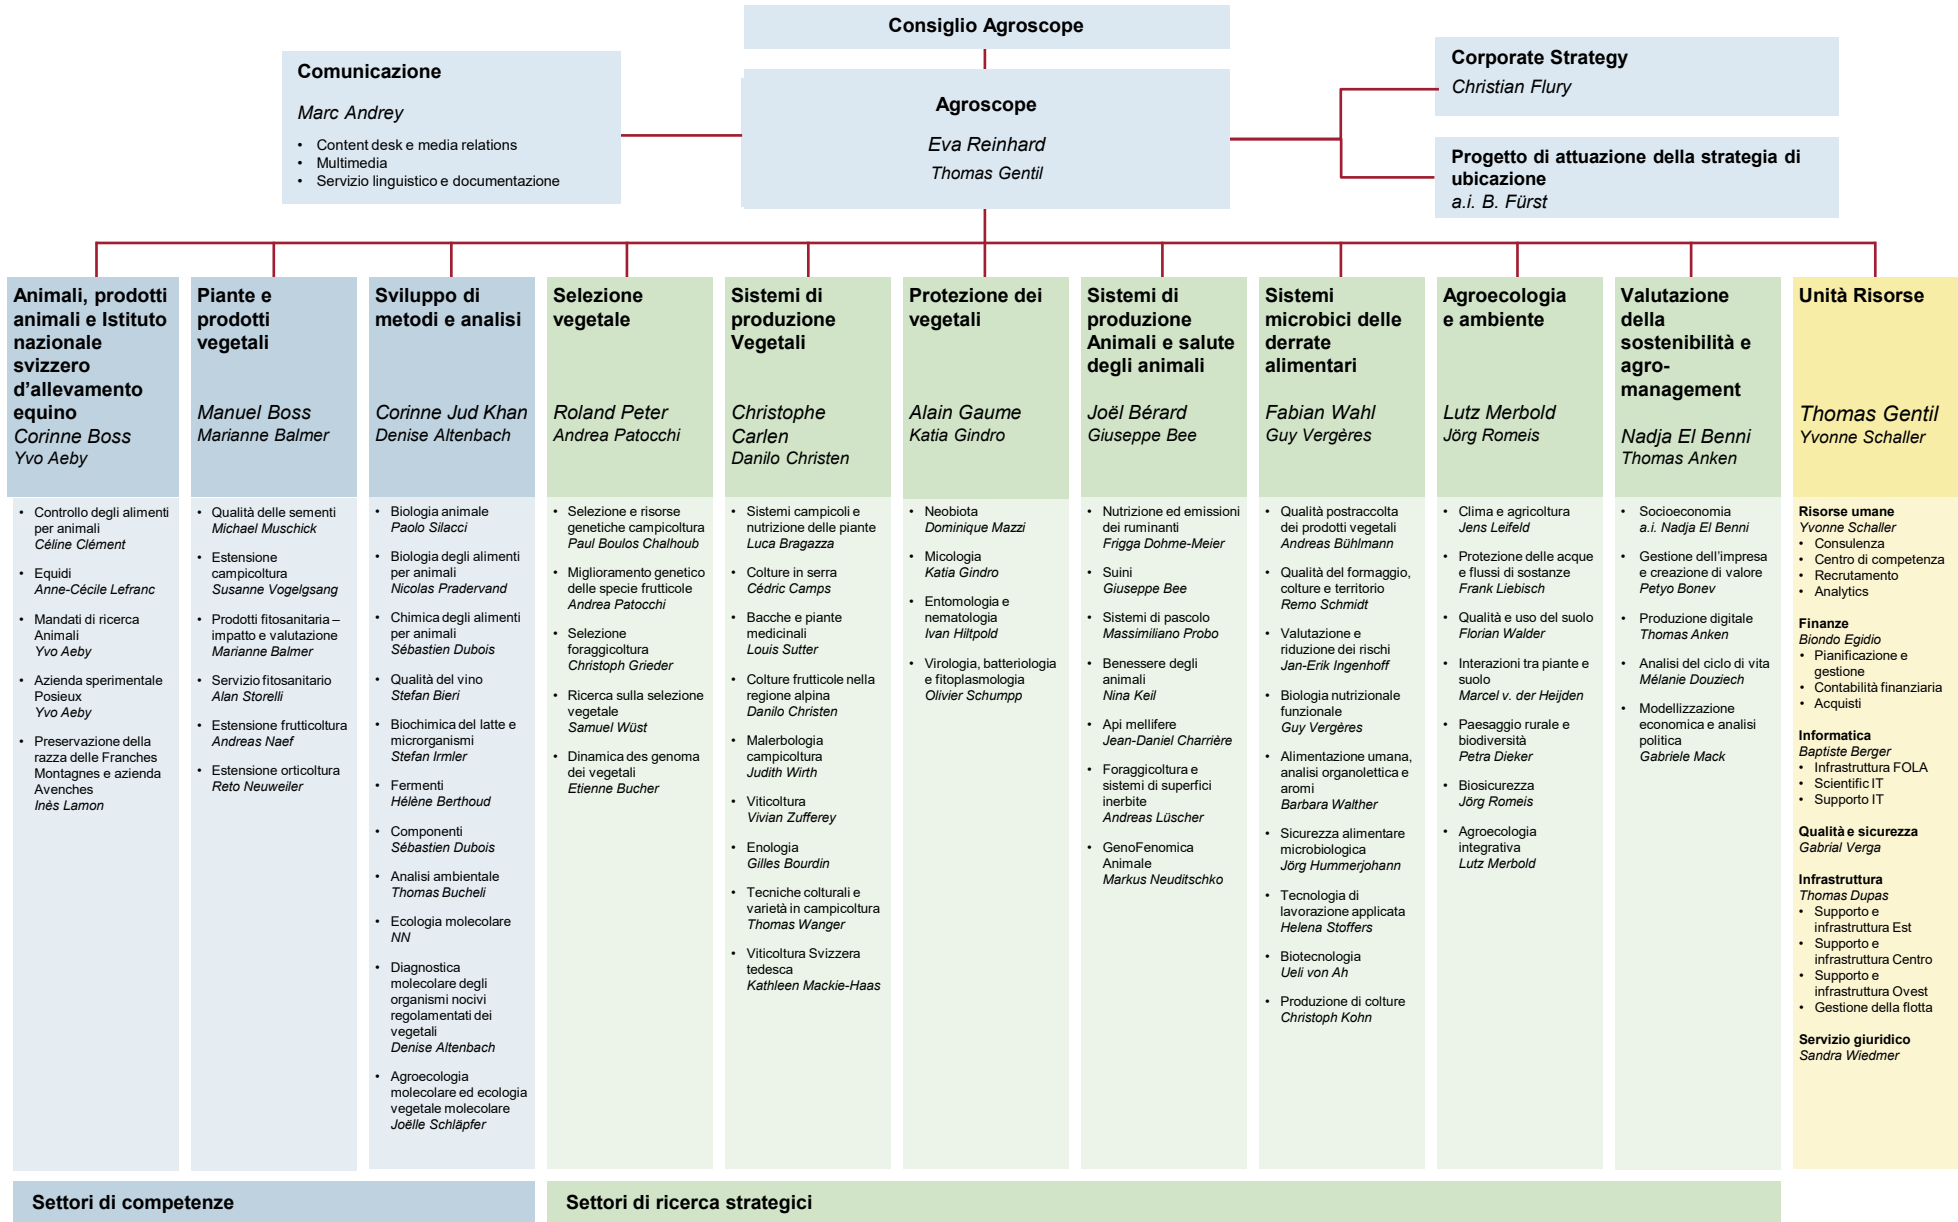 Consiglio Agroscope
Comunicazione
Marc Andrey
• Content desk e media relations
• Multimedia
• Servizio linguistico e documentazione
Agroscope
Eva Reinhard
Thomas Gentil
Corporate Strategy
Christian Flury
Progetto di attuazione della strategia di
ubicazione
a.i. B. Fürst
Animali, prodotti
animali e Istituto
nazionale
svizzero
d'allevamento
equino
Corinne Boss
Yvo Aeby
• Controllo degli alimenti
per animali
Céline Clément
• Equidi
Anne-Cécile Lefranc
• Mandati di ricerca
Animali
Yvo Aeby
• Azienda sperimentale
Posieux
Yvo Aeby
• Preservazione della
razza delle Franches
Montagnes e azienda
Avenches
Inès Lamon
Piante e
prodotti
vegetali
Manuel Boss
Marianne Balmer
• Qualità delle sementi
Michael Muschick
• Estensione
campicoltura
Susanne Vogelgsang
• Prodotti fitosanitaria –
impatto e valutazione
Marianne Balmer
• Servizio fitosanitario
Alan Storelli
• Estensione frutticoltura
Andreas Naef
• Estensione orticoltura
Reto Neuweiler
Sviluppo di
metodi e analisi
Corinne Jud Khan
Denise Altenbach
• Biologia animale
Paolo Silacci
• Biologia degli alimenti
per animali
Nicolas Pradervand
• Chimica degli alimenti
per animali
Sébastien Dubois
• Qualità del vino
Stefan Bieri
• Biochimica del latte e
microrganismi
Stefan Irmler
• Fermenti
Hélène Berthoud
• Componenti
Sébastien Dubois
• Analisi ambientale
Thomas Bucheli
• Ecologia molecolare
NN
• Diagnostica
molecolare degli
organismi nocivi
regolamentati dei
vegetali
Denise Altenbach
• Agroecologia
molecolare ed ecologia
vegetale molecolare
Joëlle Schläpfer
Selezione
vegetale
Roland Peter
Andrea Patocchi
• Selezione e risorse
genetiche campicoltura
Paul Boulos Chalhoub
• Miglioramento genetico
delle specie frutticole
Andrea Patocchi
• Selezione
foraggicoltura
Christoph Grieder
• Ricerca sulla selezione
vegetale
Samuel Wüst
• Dinamica des genoma
dei vegetali
Etienne Bucher
Sistemi di
produzione
Vegetali
Christophe
Carlen
Danilo Christen
• Sistemi campicoli e
nutrizione delle piante
Luca Bragazza
• Colture in serra
Cédric Camps
• Bacche e piante
medicinali
Louis Sutter
• Colture frutticole nella
regione alpina
Danilo Christen
• Malerbologia
campicoltura
Judith Wirth
• Viticoltura
Vivian Zufferey
• Enologia
Gilles Bourdin
• Tecniche colturali e
varietà in campicoltura
Thomas Wanger
• Viticoltura Svizzera
tedesca
Kathleen Mackie-Haas
Protezione dei
vegetali
Alain Gaume
Katia Gindro
• Neobiota
Dominique Mazzi
• Micologia
Katia Gindro
• Entomologia e
nematologia
Ivan Hiltpold
• Virologia, batteriologia
e fitoplasmologia
Olivier Schumpp
Sistemi di
produzione
Animali e salute
degli animali
Joël Bérard
Giuseppe Bee
• Nutrizione ed emissioni
dei ruminanti
Frigga Dohme-Meier
• Suini
Giuseppe Bee
• Sistemi di pascolo
Massimiliano Probo
• Benessere degli
animali
Nina Keil
• Api mellifere
Jean-Daniel Charrière
• Foraggicoltura e
sistemi di superfici
inerbite
Andreas Lüscher
• GenoFenomica
Animale
Markus Neuditschko
Sistemi
microbici delle
derrate
alimentari
Fabian Wahl
Guy Vergères
• Qualità postraccolta
dei prodotti vegetali
Andreas Bühlmann
• Qualità del formaggio,
colture e territorio
Remo Schmidt
• Valutazione e
riduzione dei rischi
Jan-Erik Ingenhoff
• Biologia nutrizionale
funzionale
Guy Vergères
• Alimentazione umana,
analisi organolettica e
aromi
Barbara Walther
• Sicurezza alimentare
microbiologica
Jörg Hummerjohann
• Tecnologia di
lavorazione applicata
Helena Stoffers
• Biotecnologia
Ueli von Ah
• Produzione di colture
Christoph Kohn
Agroecologia
e ambiente
Lutz Merbold
Jörg Romeis
• Clima e agricoltura
Jens Leifeld
• Protezione delle acque
e flussi di sostanze
Frank Liebisch
• Qualità e uso del suolo
Florian Walder
• Interazioni tra piante e
suolo
Marcel v. der Heijden
• Paesaggio rurale e
biodiversità
Petra Dieker
• Biosicurezza
Jörg Romeis
• Agroecologia
integrativa
Lutz Merbold
Valutazione
della
sostenibilità e
agro-
management
Nadja El Benni
Thomas Anken
• Socioeconomia
a.i. Nadja El Benni
• Gestione dell'impresa
e creazione di valore
Petyo Bonev
• Produzione digitale
Thomas Anken
• Analisi del ciclo di vita
Mélanie Douziech
• Modellizzazione
economica e analisi
politica
Gabriele Mack
Unità Risorse
Thomas Gentil
Yvonne Schaller
Risorse umane
Yvonne Schaller
• Consulenza
• Centro di competenza
• Recrutamento
• Analytics
Finanze
Biondo Egidio
• Pianificazione e
gestione
• Contabilità finanziaria
• Acquisti
Informatica
Baptiste Berger
• Infrastruttura FOLA
• Scientific IT
• Supporto IT
Qualità e sicurezza
Gabrial Verga
Infrastruttura
Thomas Dupas
• Supporto e
infrastruttura Est
• Supporto e
infrastruttura Centro
• Supporto e
infrastruttura Ovest
• Gestione della flotta
Servizio giuridico
Sandra Wiedmer
Settori di competenze
Settori di ricerca strategici